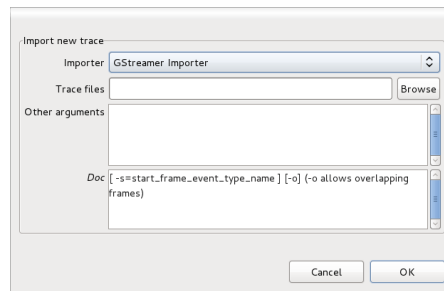 Import new trace
Importer GStreamer Importer
Trace files Browse
Other arguments
Doc [ -s=start_frame_event_type_name ] [-o] (-o allows overlapping
frames)
Cancel OK